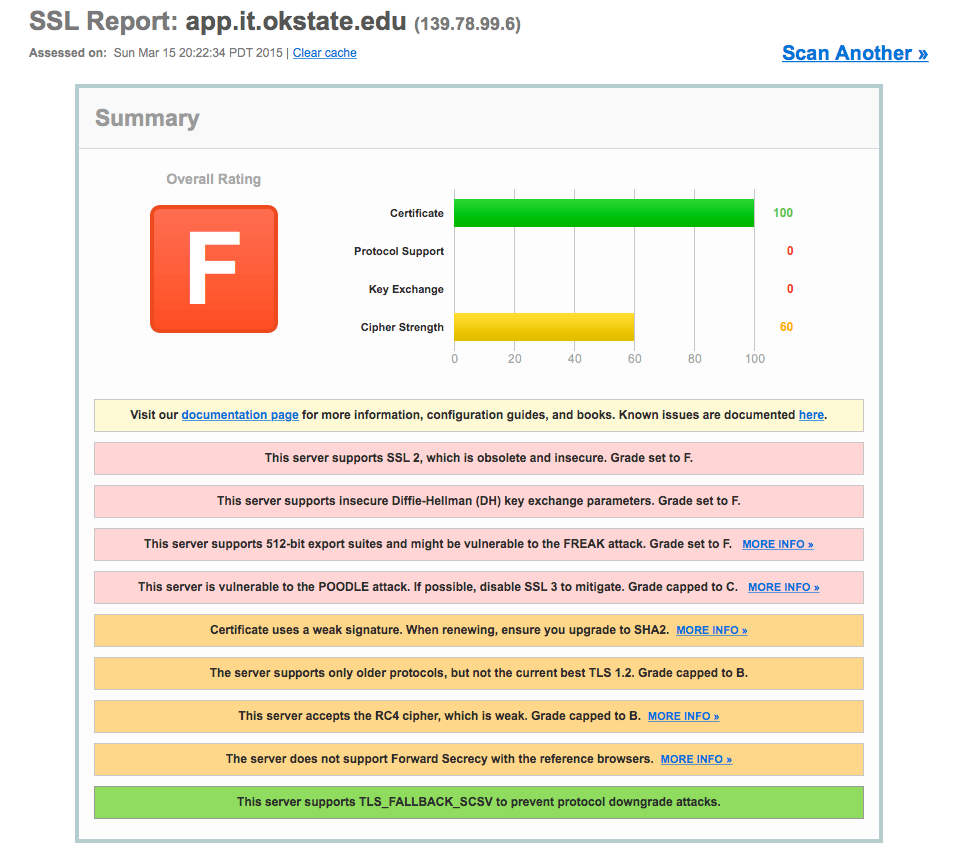 SSL Report: app.it.okstate.edu (139.78.99.6)
Assessed on: Sun Mar 15 20:22:34 PDT 2015 | Clear cache
Scan Another »
Summary
Overall Rating
F
Certificate 100
Protocol Support 0
Key Exchange 0
Cipher Strength 60
0 20 40 60 80 100
Visit our documentation page for more information, configuration guides, and books. Known issues are documented here.
This server supports SSL 2, which is obsolete and insecure. Grade set to F.
This server supports insecure Diffie-Hellman (DH) key exchange parameters. Grade set to F.
This server supports 512-bit export suites and might be vulnerable to the FREAK attack. Grade set to F. MORE INFO »
This server is vulnerable to the POODLE attack. If possible, disable SSL 3 to mitigate. Grade capped to C. MORE INFO »
Certificate uses a weak signature. When renewing, ensure you upgrade to SHA2. MORE INFO »
The server supports only older protocols, but not the current best TLS 1.2. Grade capped to B.
This server accepts the RC4 cipher, which is weak. Grade capped to B. MORE INFO »
The server does not support Forward Secrecy with the reference browsers. MORE INFO »
This server supports TLS_FALLBACK_SCSV to prevent protocol downgrade attacks.